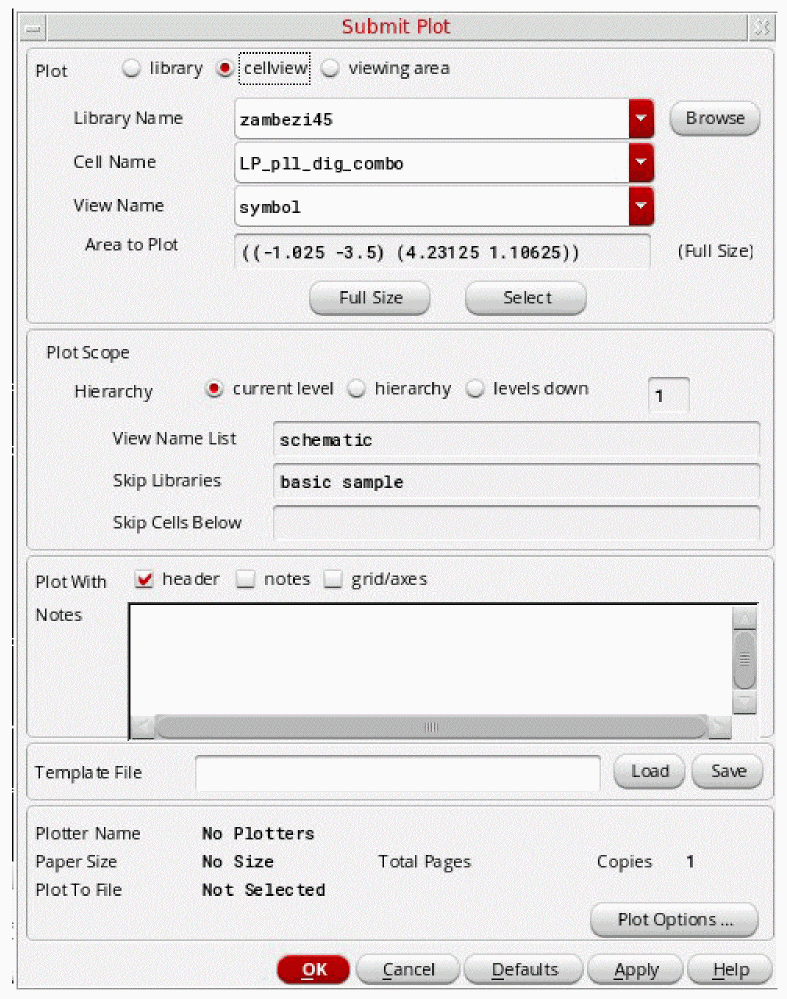 Submit Plot
Plot library cellview viewing area
Library Name zambezi45 Browse
Cell Name LP_pll_dig_combo
View Name symbol
Area to Plot ((-1.025 -3.5) (4.23125 1.10625)) (Full Size)
Full Size Select
Plot Scope
Hierarchy current level hierarchy levels down 1
View Name List schematic
Skip Libraries basic sample
Skip Cells Below
Plot With header notes grid/axes
Notes
Template File Load Save
Plotter Name No Plotters
Paper Size No Size Total Pages Copies 1
Plot To File Not Selected
Plot Options ...
OK Cancel Defaults Apply Help